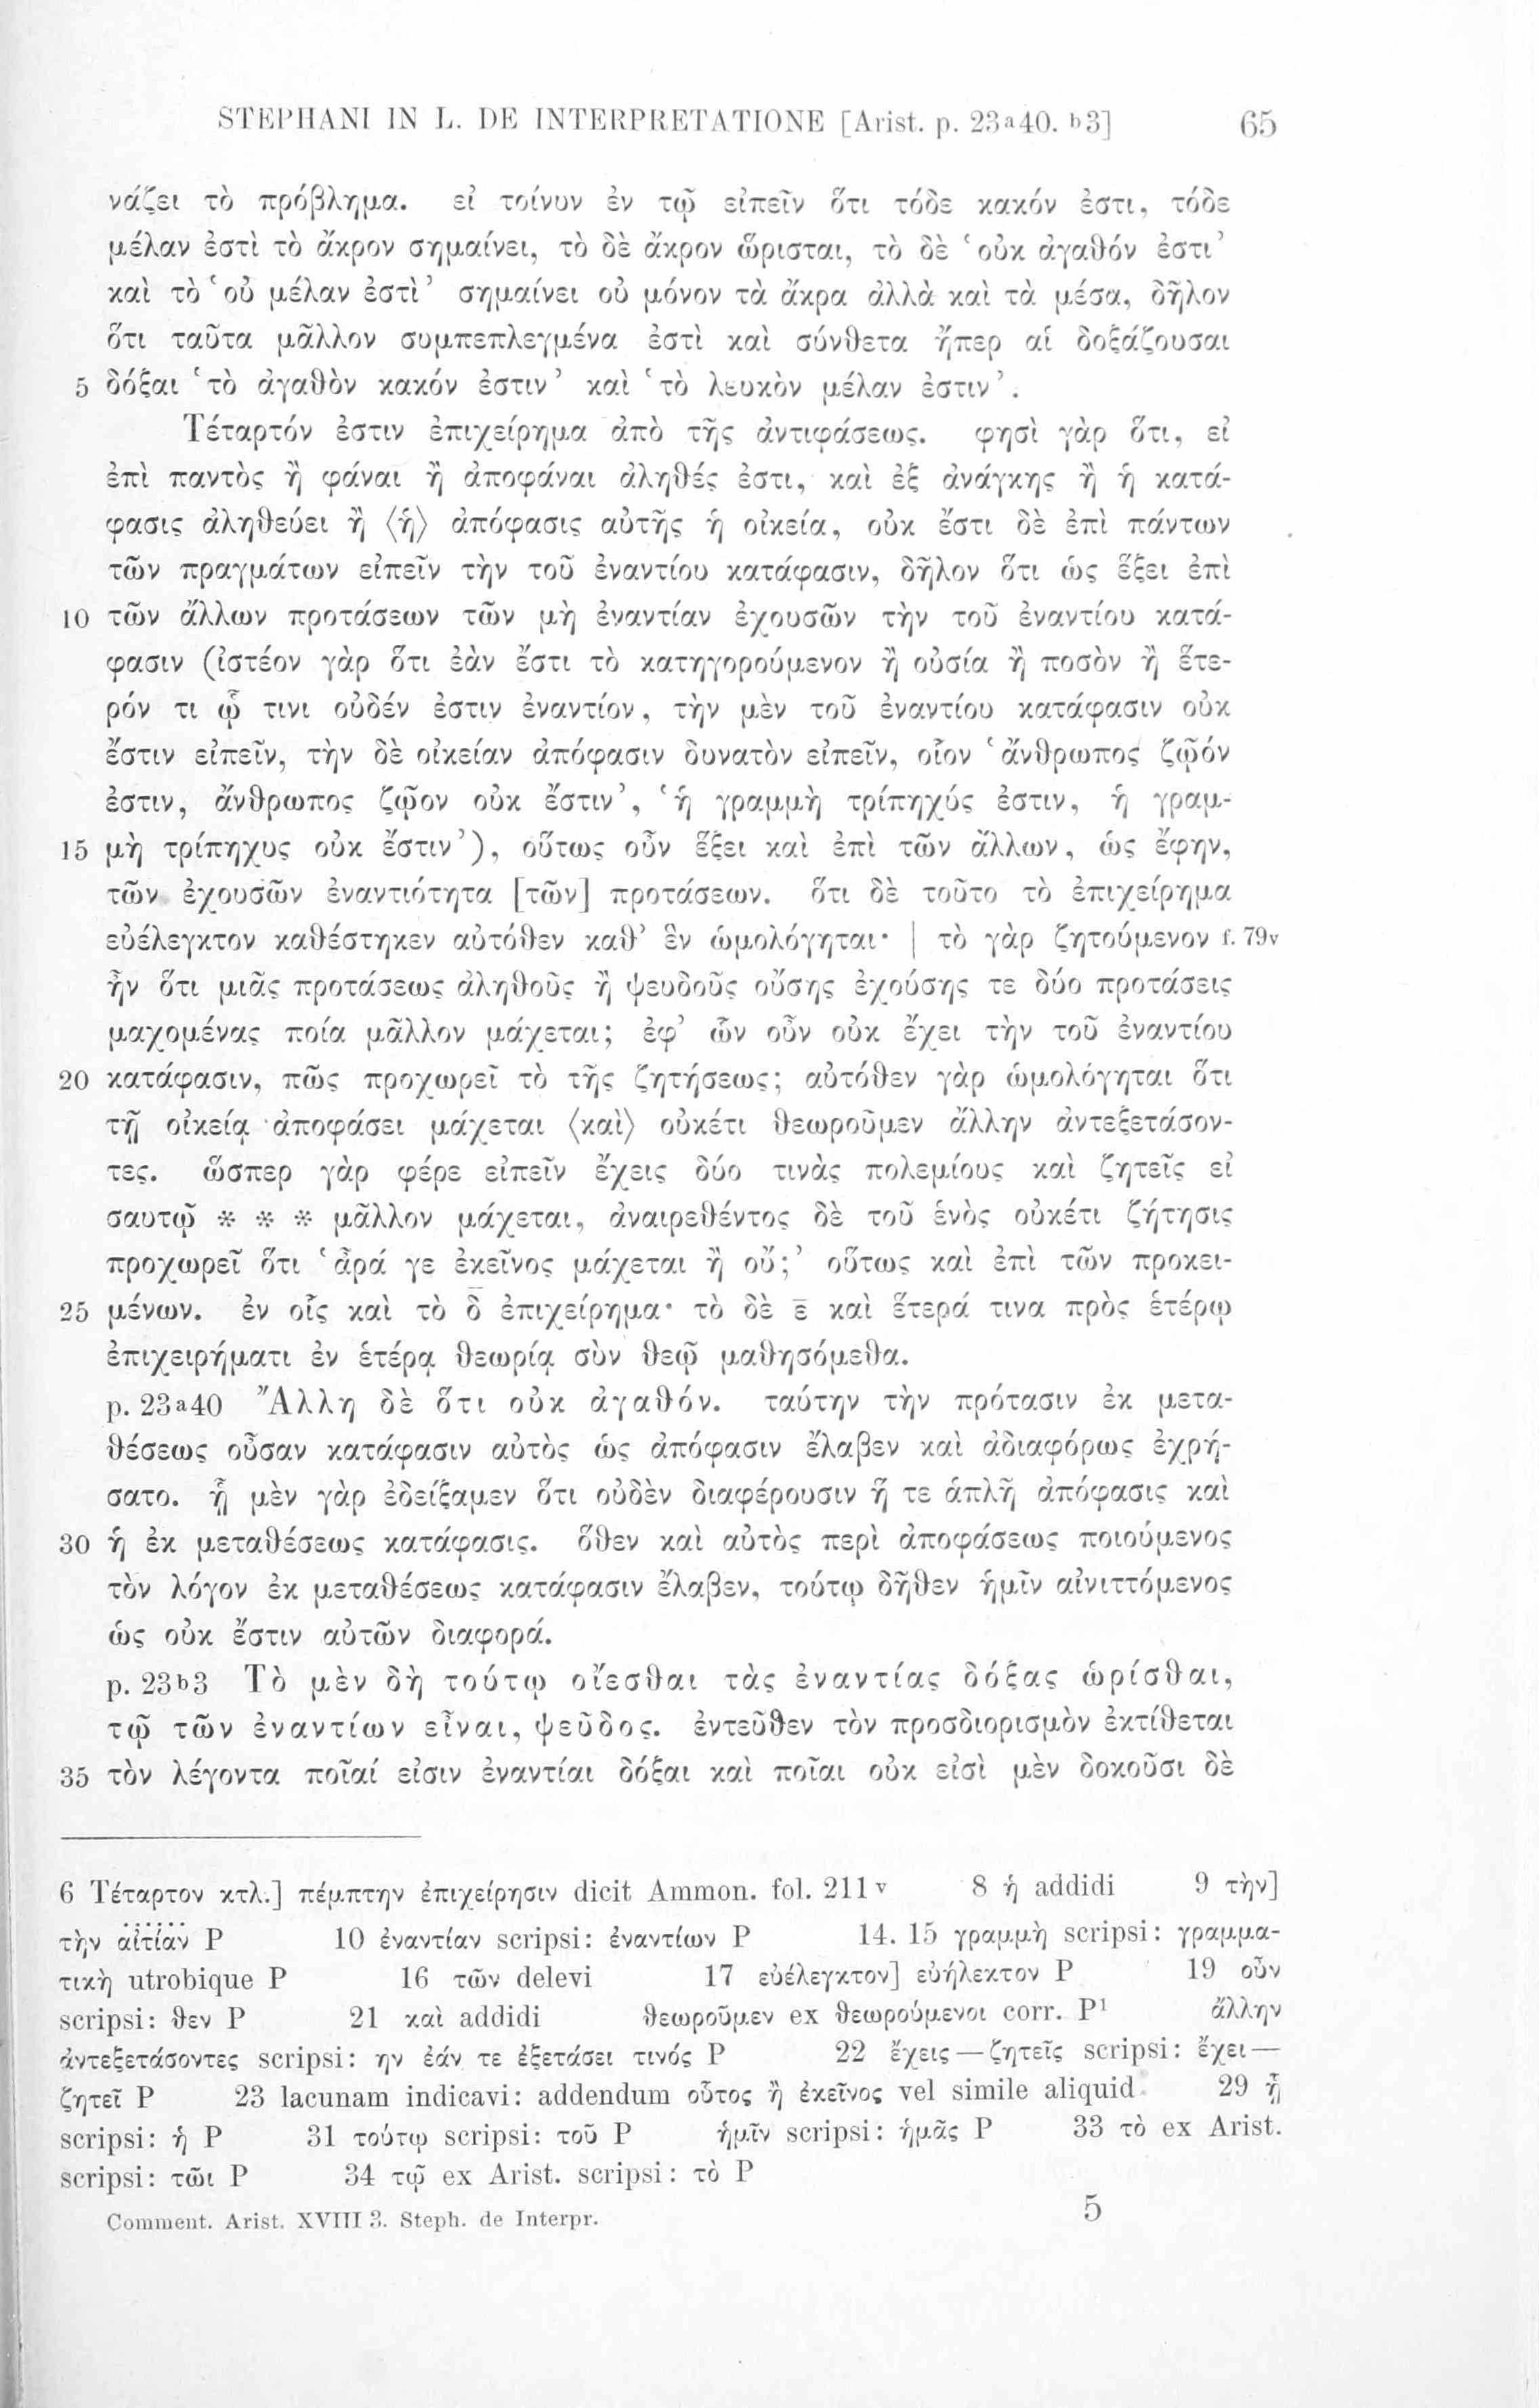 STEPHANI IN L. DE INTERPRETATIONE [Arist. p. 23a40. b3] 65
νάζει τὸ πρόβλημα. εἰ τοίνυν ἐν τῷ εἰπεῖν ὅτι τόδε κακόν ἐστι, τόδε
μέλαν ἐστὶ τὸ ἄκρον σημαίνει, τὸ δὲ ἄκρον ὥρισται, τὸ δὲ ‘οὐκ ἀγαθόν ἐστι’
καὶ τὸ ‘οὐ μέλαν ἐστὶ’ σημαίνει οὐ μόνον τὰ ἄκρα ἀλλὰ καὶ τὰ μέσα, δῆλον
ὅτι ταῦτα μᾶλλον συμπεπλεγμένα ἐστὶ καὶ σύνθετα ἤπερ αἱ δοξάζουσαι
5 δόξαι ‘τὸ ἀγαθὸν κακόν ἐστιν’ καὶ ‘τὸ λευκὸν μέλαν ἐστιν’.
Τέταρτόν ἐστιν ἐπιχείρημα ἀπὸ τῆς ἀντιφάσεως. φησὶ γὰρ ὅτι, εἰ
ἐπὶ παντὸς ἢ φάναι ἢ ἀποφάναι ἀληθές ἐστι, καὶ ἐξ ἀνάγκης ἢ ἡ κατά-
φασις ἀληθεύει ἢ ⟨ἡ⟩ ἀπόφασις αὐτῆς ἡ οἰκεία, οὐκ ἔστι δὲ ἐπὶ πάντων
τῶν πραγμάτων εἰπεῖν τὴν τοῦ ἐναντίου κατάφασιν, δῆλον ὅτι ὡς ἕξει ἐπὶ
10 τῶν ἄλλων προτάσεων τῶν μὴ ἐναντίαν ἐχουσῶν τὴν τοῦ ἐναντίου κατά-
φασιν (ἰστέον γὰρ ὅτι ἐὰν ἔστι τὸ κατηγορούμενον ἢ οὐσία ἢ ποσὸν ἢ ἕτε-
ρόν τι ᾧ τινι οὐδέν ἐστιν ἐναντίον, τὴν μὲν τοῦ ἐναντίου κατάφασιν οὐκ
ἔστιν εἰπεῖν, τὴν δὲ οἰκείαν ἀπόφασιν δυνατὸν εἰπεῖν, οἷον ‘ἄνθρωπος ζῷόν
ἐστιν, ἄνθρωπος ζῷον οὐκ ἔστιν’, ‘ἡ γραμμὴ τρίπηχύς ἐστιν, ἡ γραμ-
15 μὴ τρίπηχυς οὐκ ἔστιν’), οὕτως οὖν ἕξει καὶ ἐπὶ τῶν ἄλλων, ὡς ἔφην,
τῶν ἐχουσῶν ἐναντιότητα [τῶν] προτάσεων. ὅτι δὲ τοῦτο τὸ ἐπιχείρημα
εὐέλεγκτον καθέστηκεν αὐτόθεν καθ’ ἓν ὡμολόγηται· | τὸ γὰρ ζητούμενον f. 79v
ἦν ὅτι μιᾶς προτάσεως ἀληθοῦς ἢ ψευδοῦς οὔσης ἐχούσης τε δύο προτάσεις
μαχομένας ποία μᾶλλον μάχεται; ἐφ’ ὧν οὖν οὐκ ἔχει τὴν τοῦ ἐναντίου
20 κατάφασιν, πῶς προχωρεῖ τὸ τῆς ζητήσεως; αὐτόθεν γὰρ ὡμολόγηται ὅτι
τῇ οἰκείᾳ ἀποφάσει μάχεται ⟨καὶ⟩ οὐκέτι θεωροῦμεν ἄλλην ἀντεξετάσον-
τες. ὥσπερ γὰρ φέρε εἰπεῖν ἔχεις δύο τινὰς πολεμίους καὶ ζητεῖς εἰ
σαυτῷ * * * μᾶλλον μάχεται, ἀναιρεθέντος δὲ τοῦ ἑνὸς οὐκέτι ζήτησις
προχωρεῖ ὅτι ‘ἆρά γε ἐκεῖνος μάχεται ἢ οὔ;’ οὕτως καὶ ἐπὶ τῶν προκει-
25 μένων. ἐν οἷς καὶ τὸ δ̄ ἐπιχείρημα· τὸ δὲ ε̄ καὶ ἕτερά τινα πρὸς ἑτέρῳ
ἐπιχειρήματι ἐν ἑτέρᾳ θεωρίᾳ σὺν θεῷ μαθησόμεθα.
p. 23a40 Ἄλλη δὲ ὅτι οὐκ ἀγαθόν. ταύτην τὴν πρότασιν ἐκ μετα-
θέσεως οὖσαν κατάφασιν αὐτὸς ὡς ἀπόφασιν ἔλαβεν καὶ ἀδιαφόρως ἐχρή-
σατο. ᾗ μὲν γὰρ ἐδείξαμεν ὅτι οὐδὲν διαφέρουσιν ἥ τε ἁπλῆ ἀπόφασις καὶ
30 ἡ ἐκ μεταθέσεως κατάφασις. ὅθεν καὶ αὐτὸς περὶ ἀποφάσεως ποιούμενος
τὸν λόγον ἐκ μεταθέσεως κατάφασιν ἔλαβεν, τούτῳ δῆθεν ἡμῖν αἰνιττόμενος
ὡς οὐκ ἔστιν αὐτῶν διαφορά.
p. 23b3 Τὸ μὲν δὴ τούτῳ οἴεσθαι τὰς ἐναντίας δόξας ὡρίσθαι,
τῷ τῶν ἐναντίων εἶναι, ψεῦδος. ἐντεῦθεν τὸν προσδιορισμὸν ἐκτίθεται
35 τὸν λέγοντα ποῖαί εἰσιν ἐναντίαι δόξαι καὶ ποῖαι οὐκ εἰσὶ μὲν δοκοῦσι δὲ
6 Τέταρτον κτλ.] πέμπτην ἐπιχείρησιν dicit Ammon. fol. 211v 8 ἡ addidi 9 τὴν]
τὴν αἰτίαν P 10 ἐναντίαν scripsi: ἐναντίων P 14. 15 γραμμὴ scripsi: γραμμα-
τικὴ utrobique P 16 τῶν delevi 17 εὐέλεγκτον] εὐήλεκτον P 19 οὖν
scripsi: θεν P 21 καὶ addidi θεωροῦμεν ex θεωρούμενοι corr. P1 ἄλλην
ἀντεξετάσοντες scripsi: ην ἐάν τε ἐξετάσει τινός P 22 ἔχεις — ζητεῖς scripsi: ἔχει —
ζητεῖ P 23 lacunam indicavi: addendum οὗτος ἢ ἐκεῖνος vel simile aliquid 29 ᾗ
scripsi: ἡ P 31 τούτῳ scripsi: τοῦ P ἡμῖν scripsi: ἡμᾶς P 33 τὸ ex Arist.
scripsi: τῶι P 34 τῷ ex Arist. scripsi: τὸ P
Comment. Arist. XVIII 3. Steph. de Interpr. 5